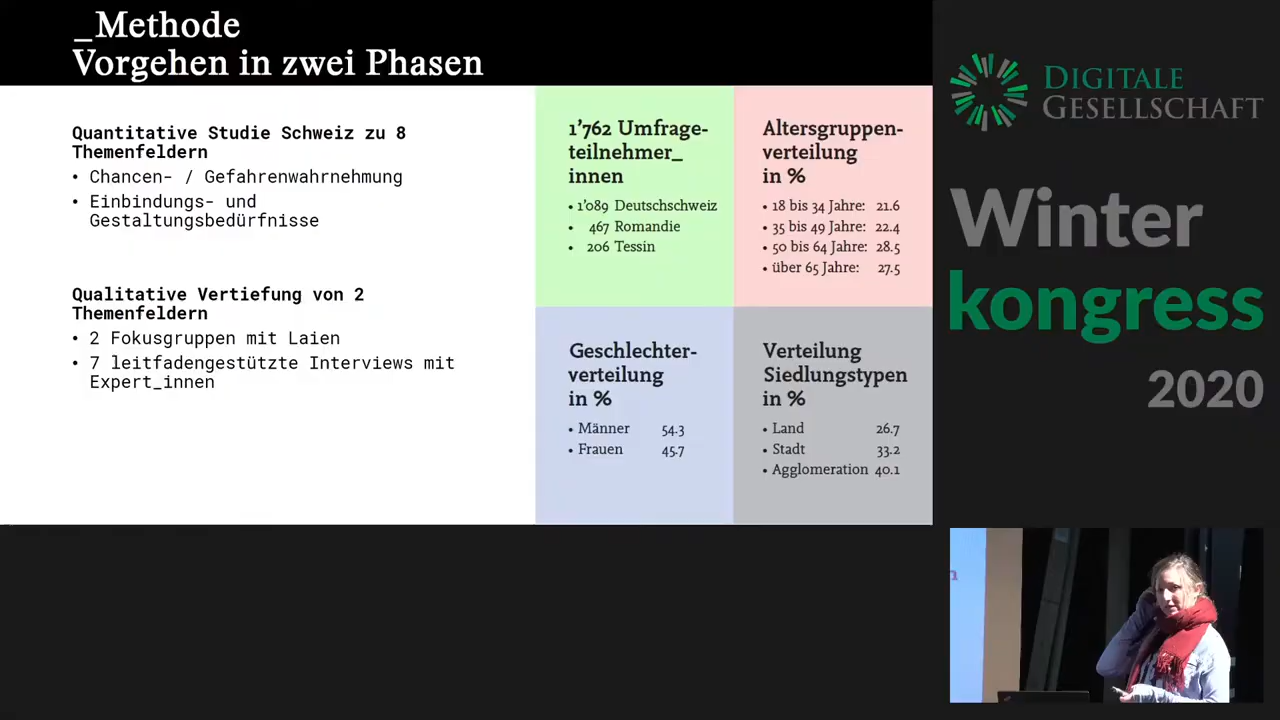 _Methode
Vorgehen in zwei Phasen
Quantitative Studie Schweiz zu 8
Themenfeldern
• Chancen- / Gefahrenwahrnehmung
• Einbindungs- und
Gestaltungsbedürfnisse
Qualitative Vertiefung von 2
Themenfeldern
• 2 Fokusgruppen mit Laien
• 7 leitfadengestützte Interviews mit
Expert_innen
1’762 Umfrage-
teilnehmer_
innen
• 1’089 Deutschschweiz
• 467 Romandie
• 206 Tessin
Altersgruppen-
verteilung
in %
• 18 bis 34 Jahre: 21.6
• 35 bis 49 Jahre: 22.4
• 50 bis 64 Jahre: 28.5
• über 65 Jahre: 27.5
Geschlechter-
verteilung
in %
• Männer 54.3
• Frauen 45.7
Verteilung
Siedlungstypen
in %
• Land 26.7
• Stadt 33.2
• Agglomeration 40.1
DIGITALE
GESELLSCHAFT
Winter
kongress
2020
n